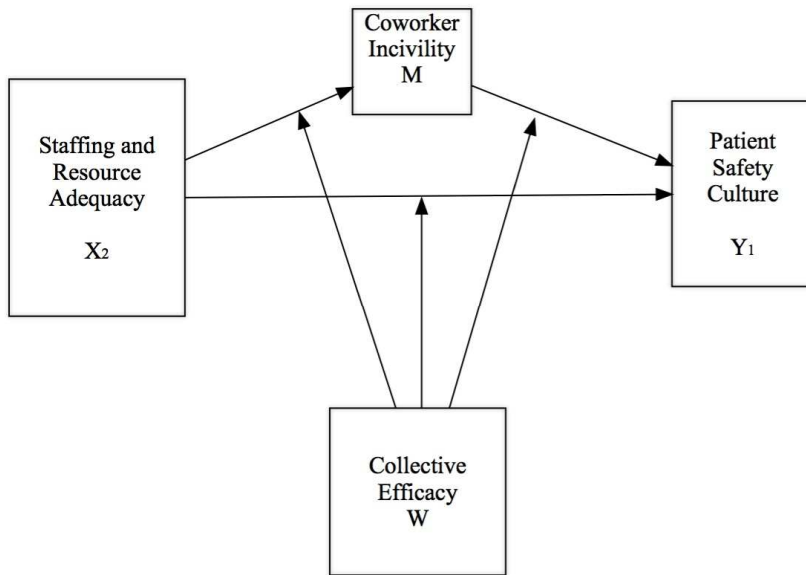 Coworker
Incivility
M
Staffing and
Resource
Adequacy
X2
Patient
Safety
Culture
Y1
Collective
Efficacy
W